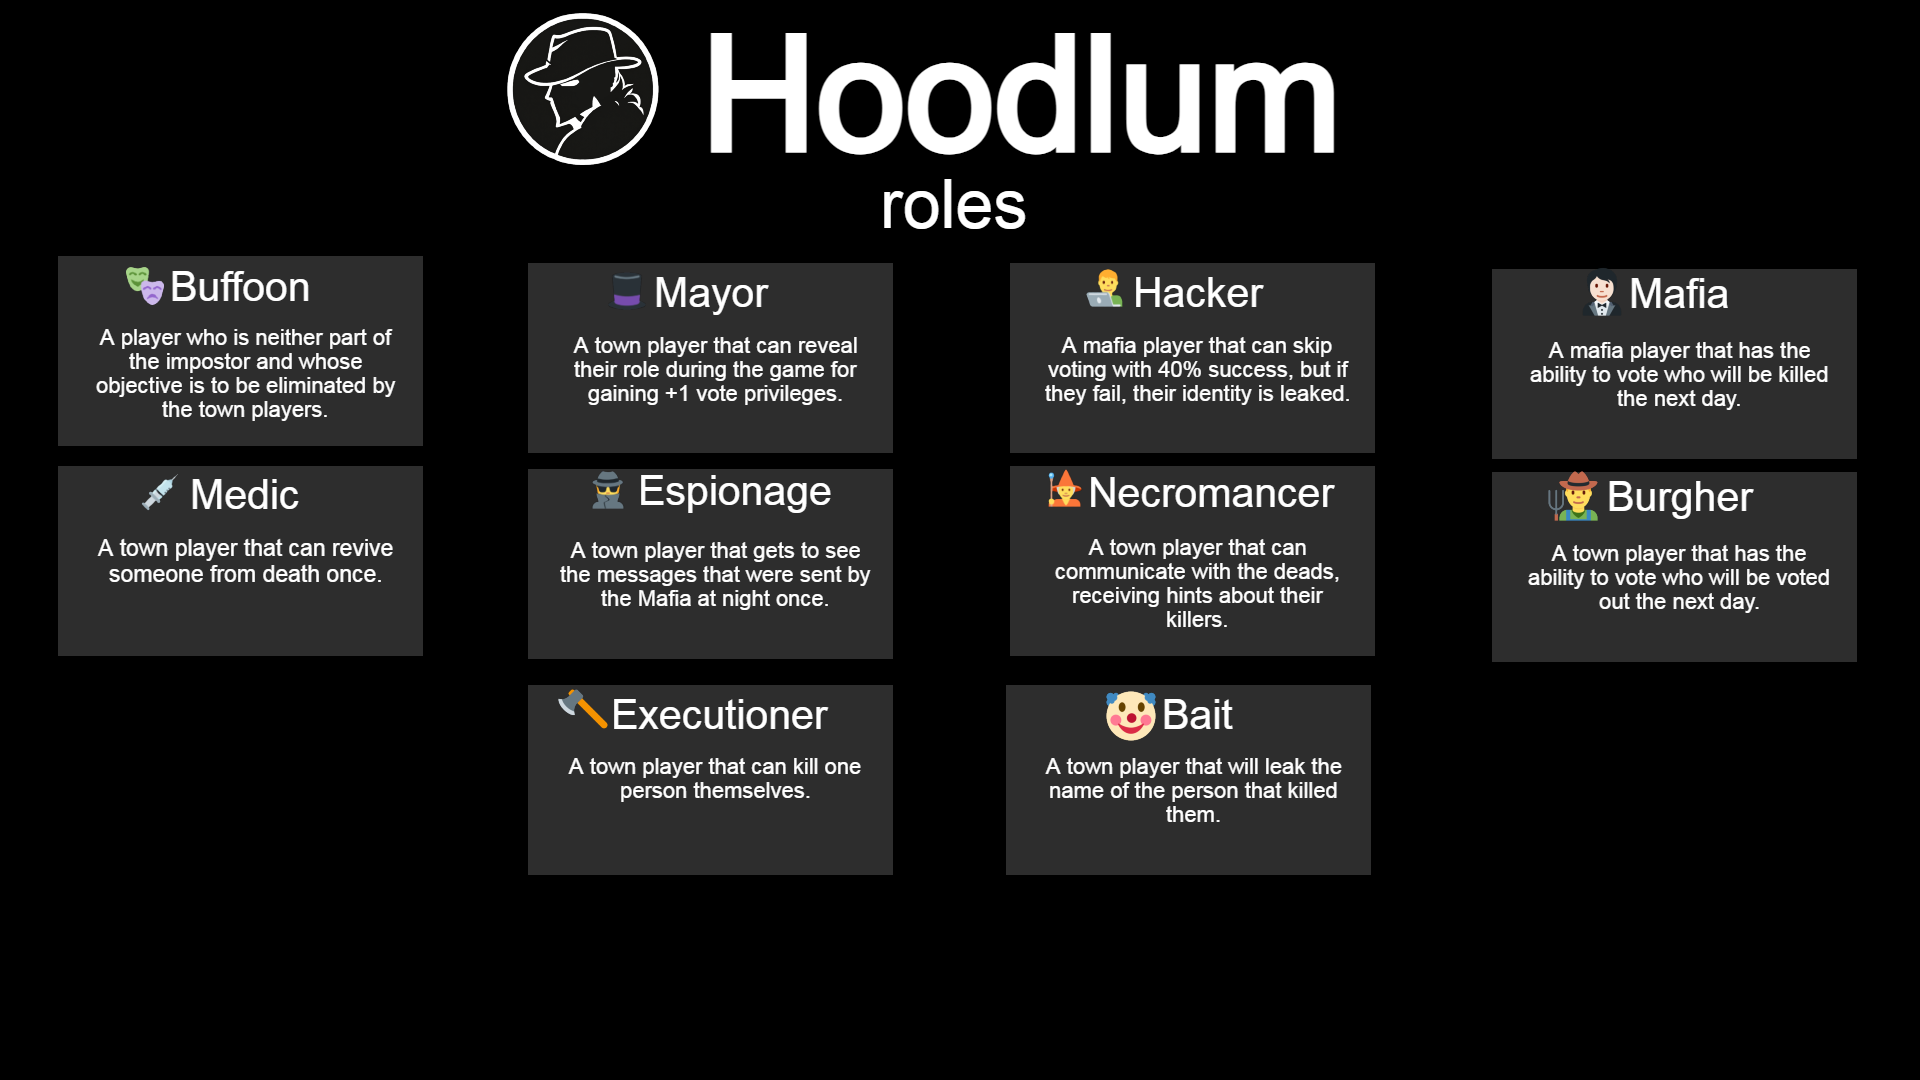 Hoodlum
roles
Buffoon
A player who is neither part of
the impostor and whose
objective is to be eliminated by
the town players.
Mayor
A town player that can reveal
their role during the game for
gaining +1 vote privileges.
Hacker
A mafia player that can skip
voting with 40% success, but if
they fail, their identity is leaked.
Mafia
A mafia player that has the
ability to vote who will be killed
the next day.
Medic
A town player that can revive
someone from death once.
Espionage
A town player that gets to see
the messages that were sent by
the Mafia at night once.
Necromancer
A town player that can
communicate with the deads,
receiving hints about their
killers.
Burgher
A town player that has the
ability to vote who will be voted
out the next day.
Executioner
A town player that can kill one
person themselves.
Bait
A town player that will leak the
name of the person that killed
them.